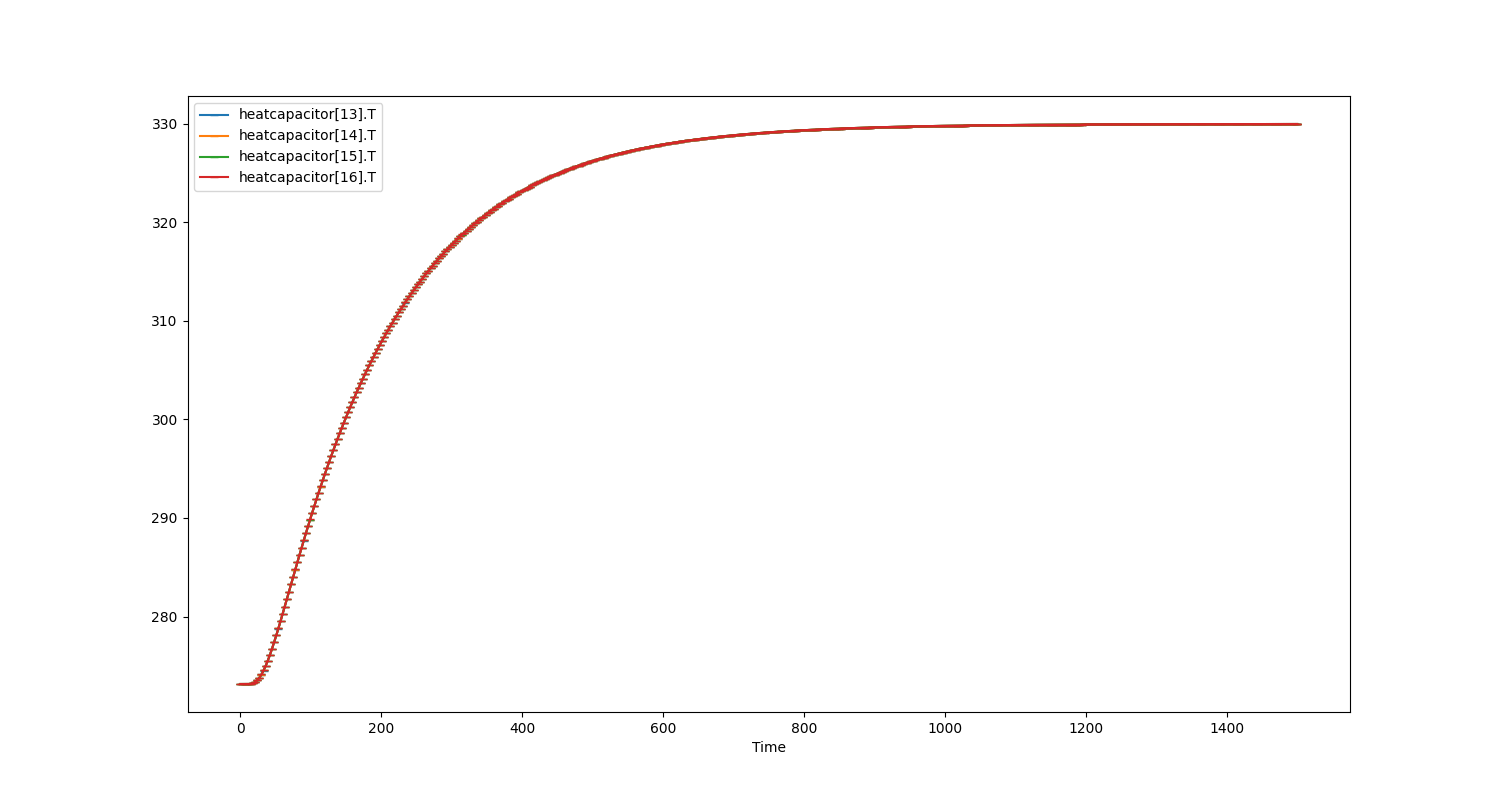 heatcapacitor[13].T
heatcapacitor[14].T
heatcapacitor[15].T
heatcapacitor[16].T
330
320
310
300
290
280
0 200 400 600 800 1000 1200 1400
Time